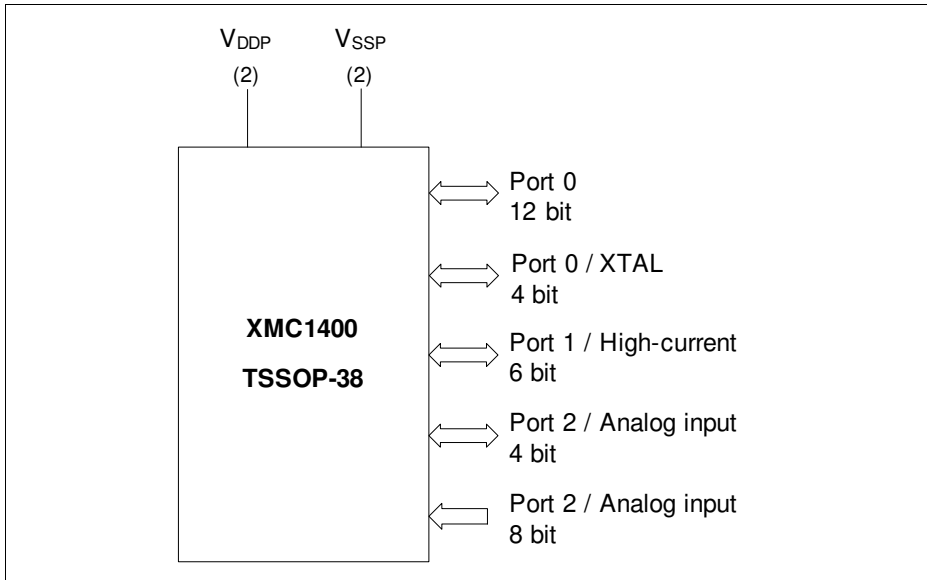 VDDP
VSSP
(2)
(2)
Port 0
12 bit
Port 0 / XTAL
4 bit
XMC1400
TSSOP-38
Port 1 / High-current
6 bit
Port 2 / Analog input
4 bit
Port 2 / Analog input
8 bit